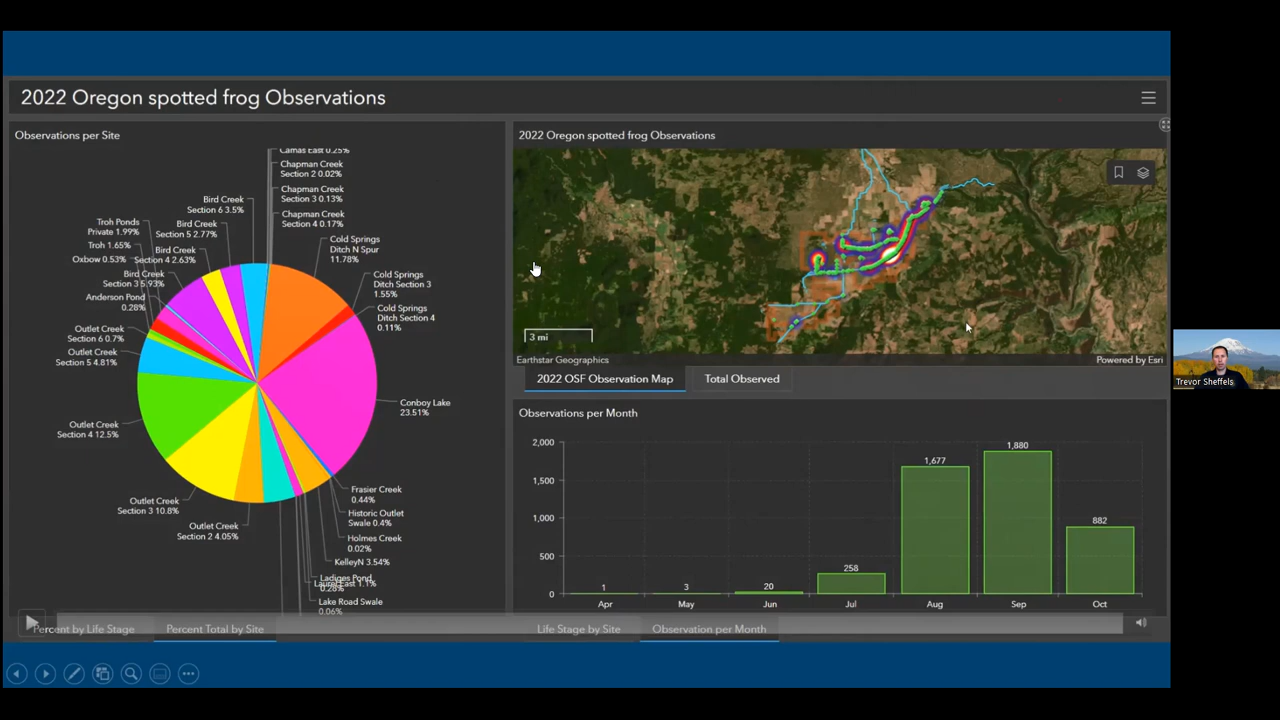 2022 Oregon spotted frog Observations
Observations per Site
Camas East 0.25%
Chapman Creek
Section 2 0.02%
Chapman Creek
Section 3 0.13%
Chapman Creek
Section 4 0.17%
Cold Springs
Ditch N Spur
11.78%
Cold Springs
Ditch Section 3
1.55%
Cold Springs
Ditch Section 4
0.11%
Conboy Lake
23.51%
Frasier Creek
0.44%
Historic Outlet
Swale 0.4%
Holmes Creek
0.02%
KelleyN 3.54%
Ladiges Pond
0.28%
Laurel East 1.1%
Lake Road Swale
0.06%
Outlet Creek
Section 2 4.05%
Outlet Creek
Section 3 10.8%
Outlet Creek
Section 4 12.5%
Outlet Creek
Section 5 4.81%
Outlet Creek
Section 6 0.7%
Anderson Pond
0.28%
Bird Creek
Section 3 5.93%
Oxbow 0.53%
Bird Creek
Section 4 2.63%
Troh 1.65%
Troh Ponds
Private 1.99%
Bird Creek
Section 5 2.77%
Bird Creek
Section 6 3.5%
Percent by Life Stage
Percent Total by Site
2022 Oregon spotted frog Observations
3 mi
Earthstar Geographics
Powered by Esri
2022 OSF Observation Map
Total Observed
Observations per Month
2,000
1,500
1,000
500
0
1
3
20
258
1,677
1,880
882
Apr
May
Jun
Jul
Aug
Sep
Oct
Life Stage by Site
Observation per Month
Trevor Sheffels